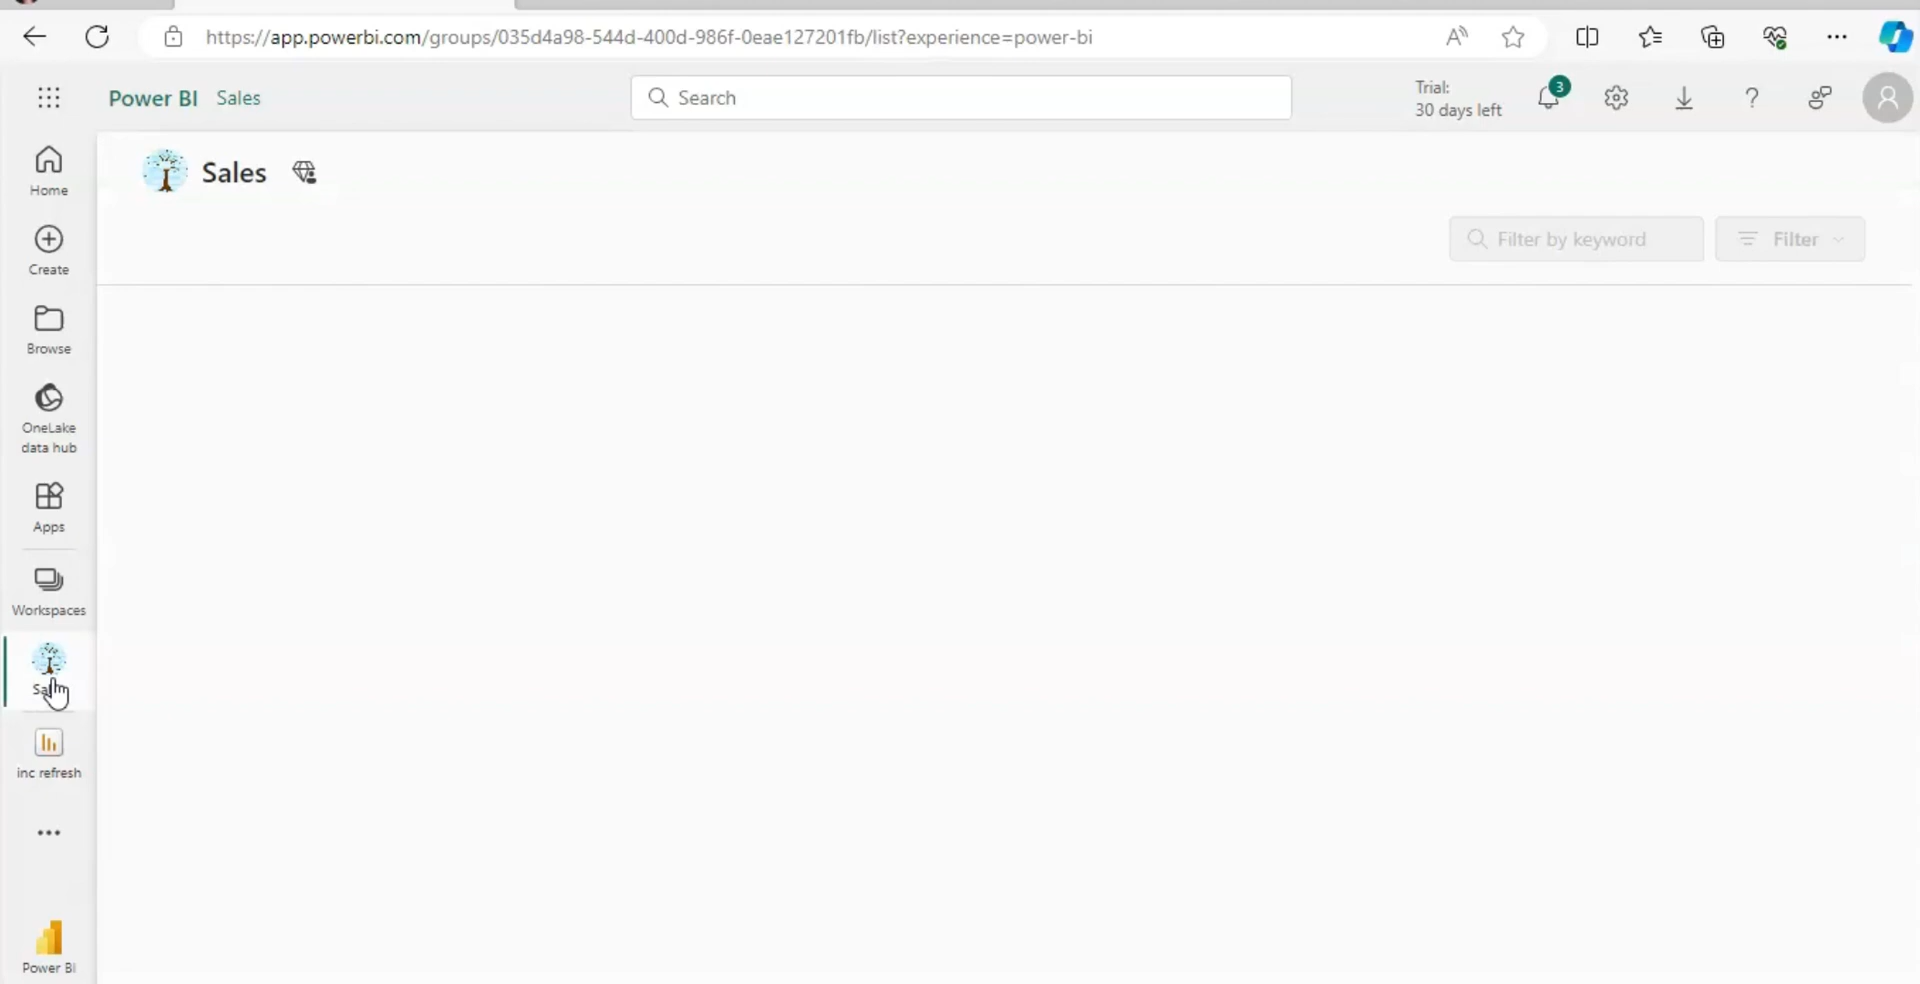 https://app.powerbi.com/groups/035d4a98-544d-400d-986f-0eae127201fb/list?experience=power-bi
Power BI Sales
Search
Trial:
30 days left
3
Home
Create
Browse
OneLake
data hub
Apps
Workspaces
inc refresh
Power BI
Sales
Filter by keyword
Filter